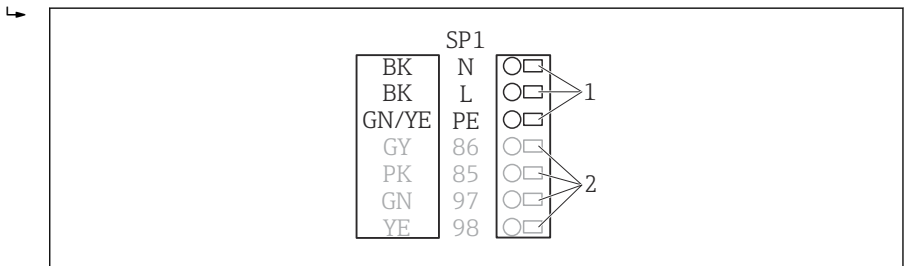 SP1
BK N
BK L 1
GN/YE PE
GY 86
PK 85 2
GN 97
YE 98